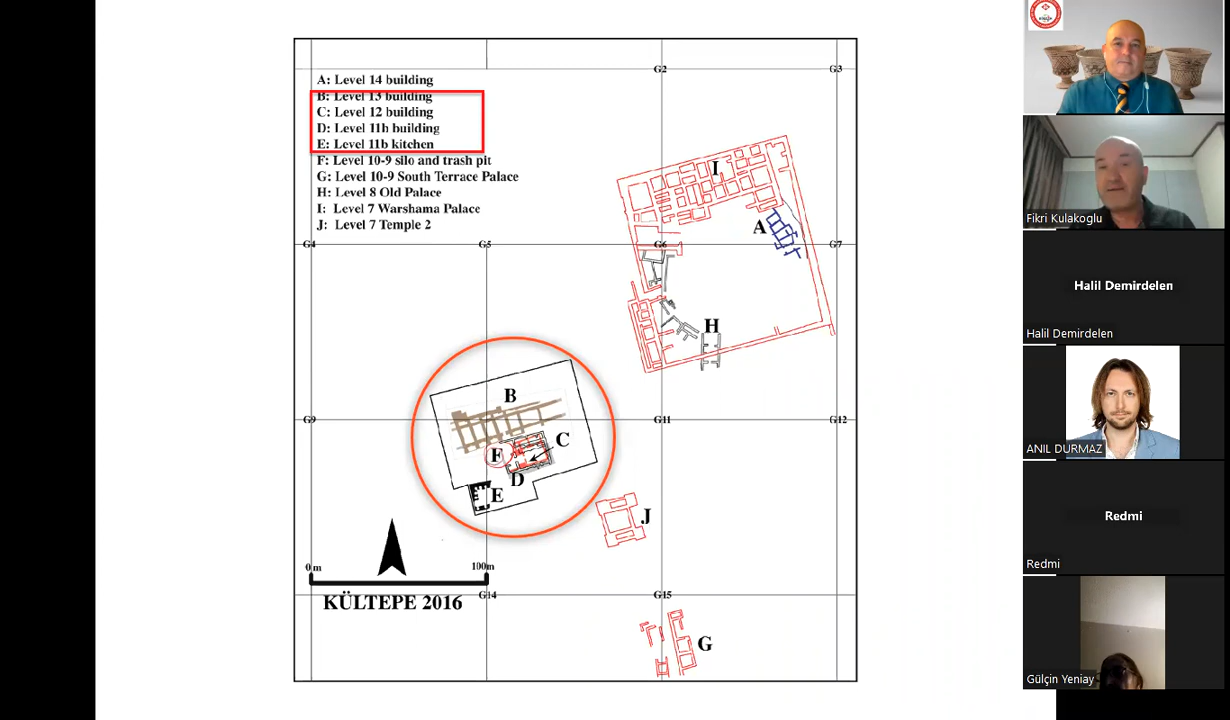 A: Level 14 building
B: Level 13 building
C: Level 12 building
D: Level 11b building
E: Level 11b kitchen
F: Level 10-9 silo and trash pit
G: Level 10-9 South Terrace Palace
H: Level 8 Old Palace
I: Level 7 Warshama Palace
J: Level 7 Temple 2
G2
G3
I
A
G4
G5
G6
G7
H
B
G9
G11
G12
C
F
D
E
J
0 m
100m
G14
G15
KÜLTEPE 2016
G
Fikri Kulakoglu
Halil Demirdelen
Halil Demirdelen
ANIL DURMAZ
Redmi
Redmi
Gülçin Yeniay